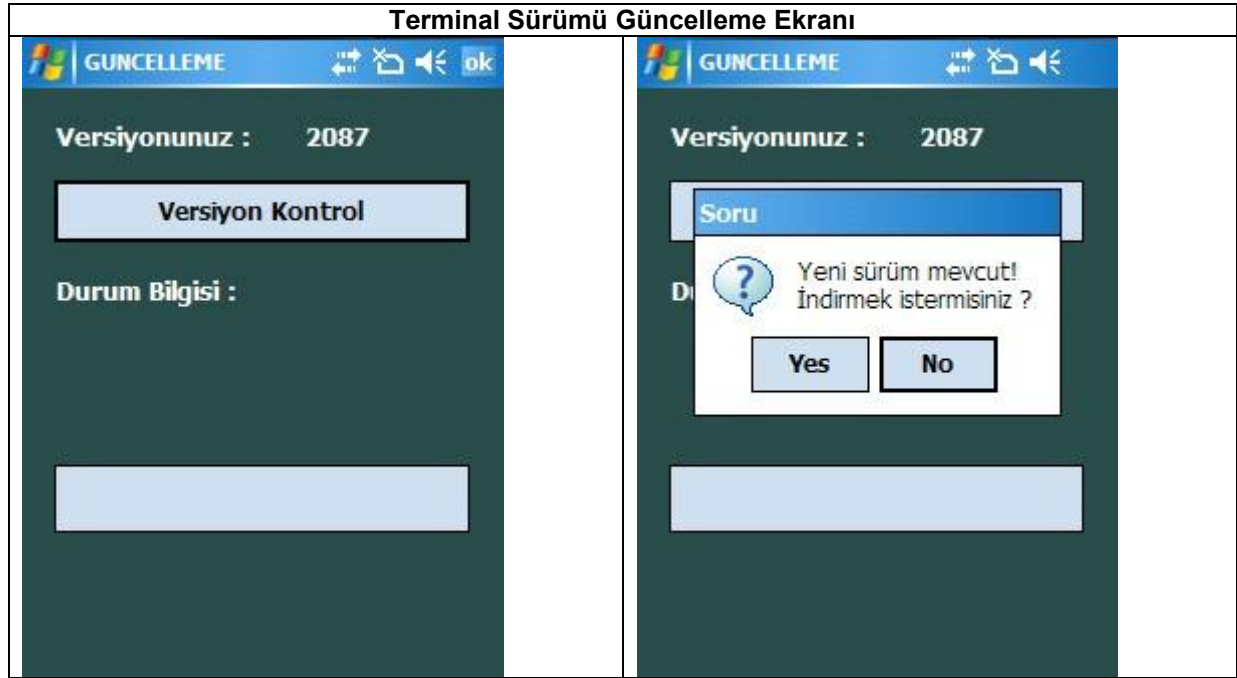 Terminal Sürümü Güncelleme Ekranı
GUNCELLEME ok
Versiyonunuz : 2087
Versiyon Kontrol
Durum Bilgisi :
GUNCELLEME
Versiyonunuz : 2087
Soru
Yeni sürüm mevcut!
İndirmek istermisiniz ?
Yes No